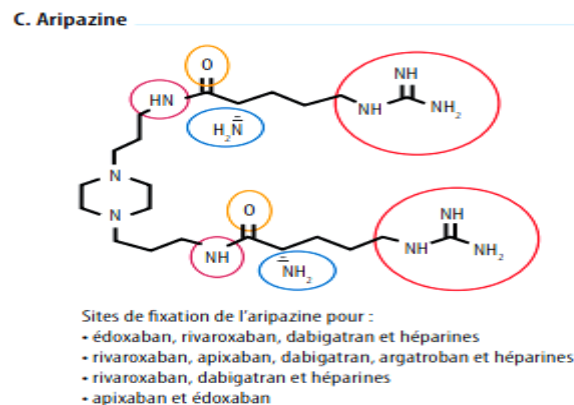 C. Aripazine
O
NH
HN
NH
NH₂
H₂N
N
N
O
NH
NH
NH₂
NH
NH₂
Sites de fixation de l'aripazine pour :
• édoxaban, rivaroxaban, dabigatran et héparines
• rivaroxaban, apixaban, dabigatran, argatroban et héparines
• rivaroxaban, dabigatran et héparines
• apixaban et édoxaban